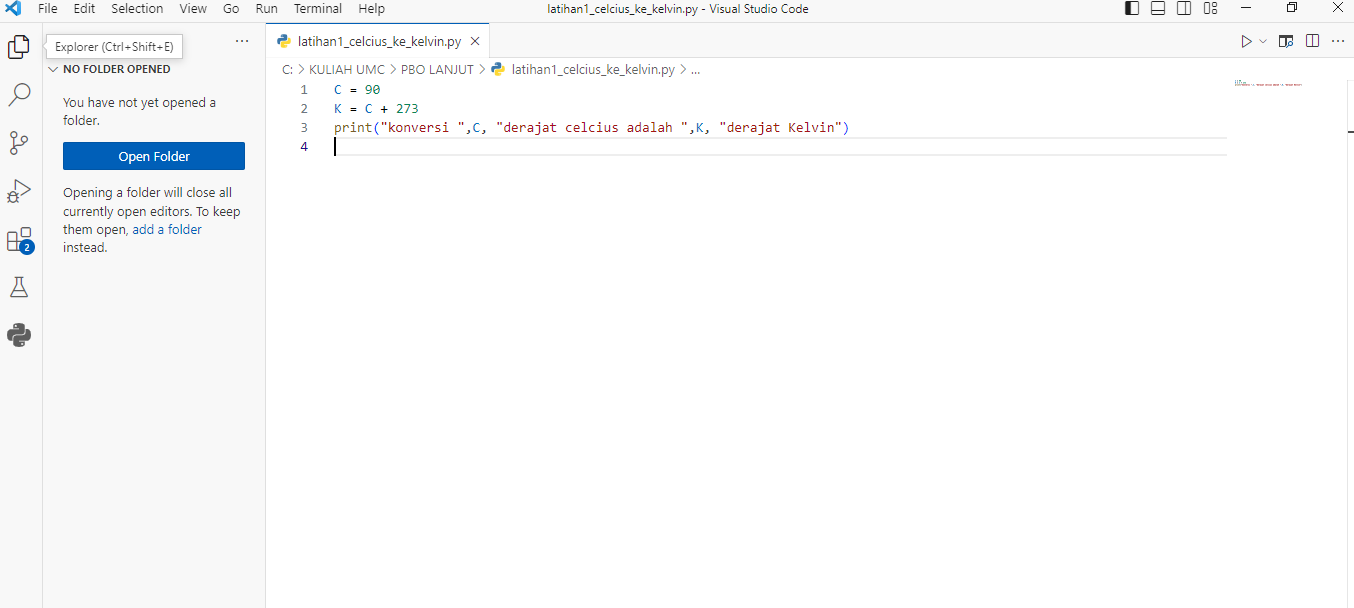 File Edit Selection View Go Run Terminal Help
latihan1_celcius_ke_kelvin.py - Visual Studio Code
Explorer (Ctrl+Shift+E)
NO FOLDER OPENED
You have not yet opened a
folder.
Open Folder
Opening a folder will close all
currently open editors. To keep
them open, add a folder
instead.
2
latihan1_celcius_ke_kelvin.py
C: > KULIAH UMC > PBO LANJUT > latihan1_celcius_ke_kelvin.py > ...
1 C = 90
2 K = C + 273
3 print("konversi ",C, "derajat celcius adalah ",K, "derajat Kelvin")
4